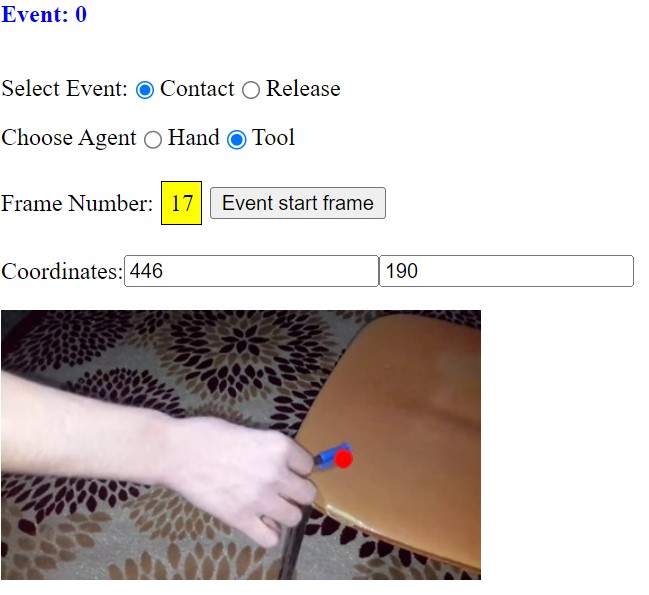 Event: 0
Select Event: Contact Release
Choose Agent Hand Tool
Frame Number: 17 Event start frame
Coordinates: 446 190